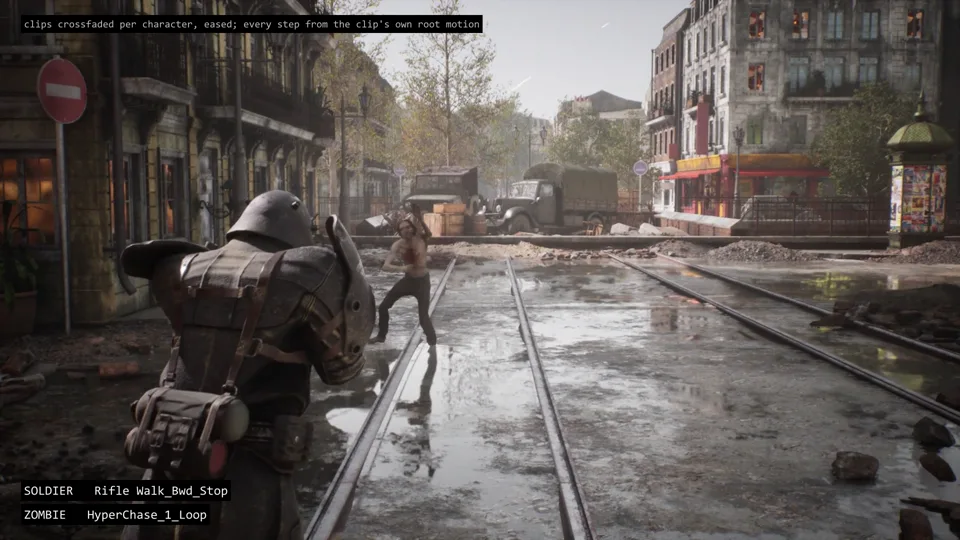 clips crossfaded per character, eased; every step from the clip's own root motion
SOLDIER Rifle Walk_Bwd_Stop
ZOMBIE HyperChase_1_Loop